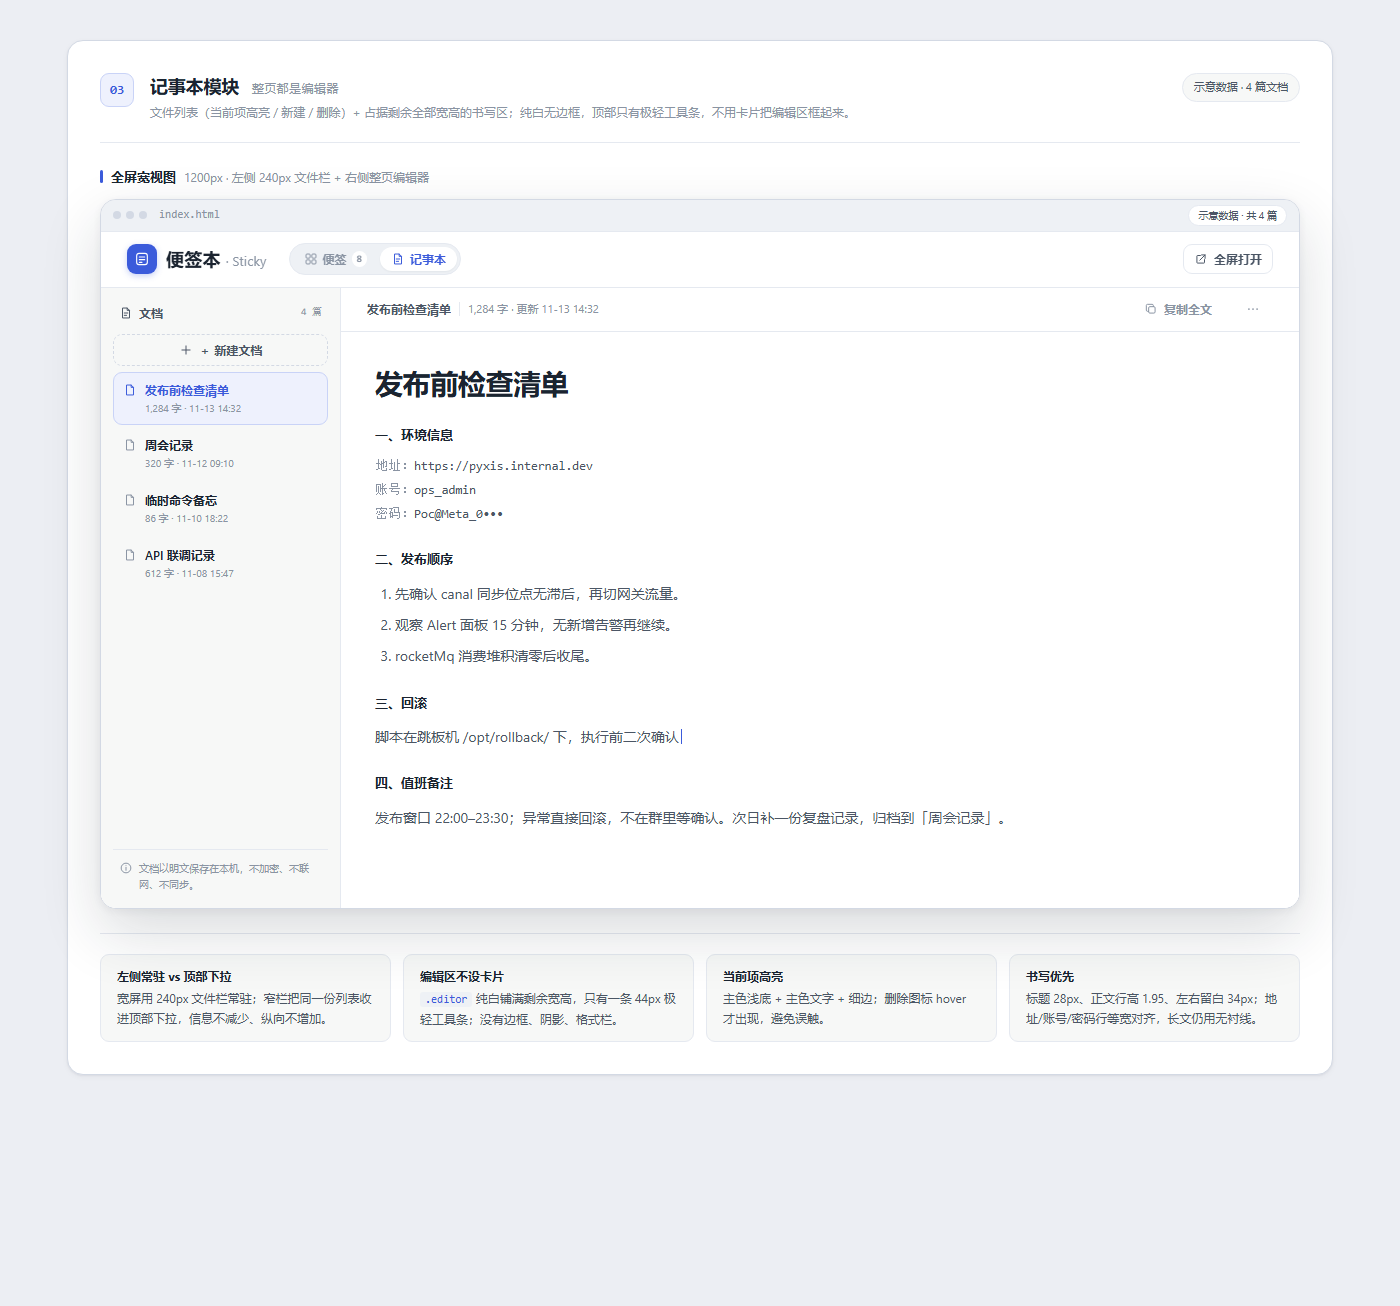 03
记事本模块 整页都是编辑器
示意数据 · 4 篇文档
文件列表（当前项高亮 / 新建 / 删除）+ 占据剩余全部宽高的书写区；纯白无边框，顶部只有极轻工具条，不用卡片把编辑区框起来。
全屏宽视图 1200px · 左侧 240px 文件栏 + 右侧整页编辑器
index.html
示意数据 · 共 4 篇
便签本 · Sticky
便签 8
记事本
全屏打开
文档 4 篇
+ 新建文档
发布前检查清单
1,284 字 · 11-13 14:32
周会记录
320 字 · 11-12 09:10
临时命令备忘
86 字 · 11-10 18:22
API 联调记录
612 字 · 11-08 15:47
文档以明文保存在本机，不加密、不联
网、不同步。
发布前检查清单 1,284 字 · 更新 11-13 14:32
复制全文 ···
发布前检查清单
一、环境信息
地址：https://pyxis.internal.dev
账号：ops_admin
密码：Poc@Meta_0•••
二、发布顺序
1. 先确认 canal 同步位点无滞后，再切网关流量。
2. 观察 Alert 面板 15 分钟，无新增告警再继续。
3. rocketMq 消费堆积清零后收尾。
三、回滚
脚本在跳板机 /opt/rollback/ 下，执行前二次确认
四、值班备注
发布窗口 22:00–23:30；异常直接回滚，不在群里等确认。次日补一份复盘记录，归档到「周会记录」。
左侧常驻 vs 顶部下拉
宽屏用 240px 文件栏常驻；窄栏把同一份列表收
进顶部下拉，信息不减少、纵向不增加。
编辑区不设卡片
.editor 纯白铺满剩余宽高，只有一条 44px 极
轻工具条；没有边框、阴影、格式栏。
当前项高亮
主色浅底 + 主色文字 + 细边；删除图标 hover
才出现，避免误触。
书写优先
标题 28px、正文行高 1.95、左右留白 34px；地
址/账号/密码行等宽对齐，长文仍用无衬线。